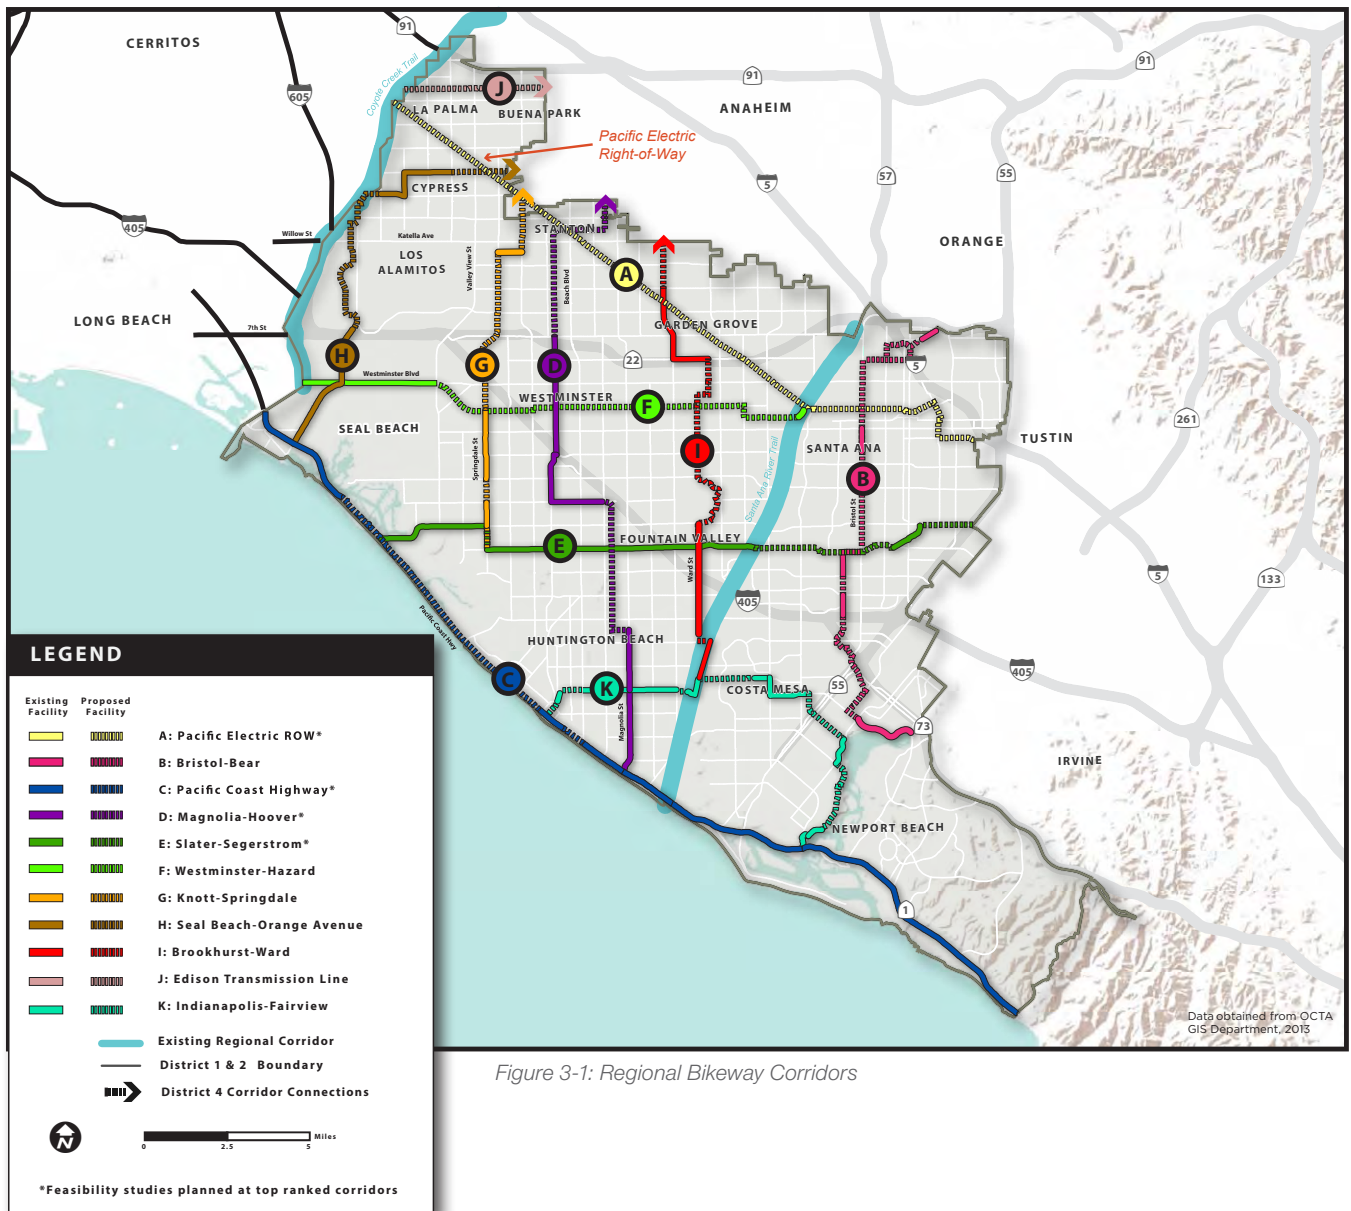 CERRITOS
91
Coyote Creek Trail
605
J
LA PALMA
BUENA PARK
ANAHEIM
91
91
Pacific Electric
Right-of-Way
CYPRESS
5
57
55
405
Willow St
Katella Ave
LOS
ALAMITOS
Valley View St
STANTON
Beach Blvd
A
ORANGE
LONG BEACH
7th St
GARDEN GROVE
H
G
D
22
5
Westminster Blvd
WESTMINSTER
F
SEAL BEACH
Springdale St
I
Santa Ana River Trail
SANTA ANA
B
Bristol St
TUSTIN
261
E
FOUNTAIN VALLEY
Ward St
405
5
133
Pacific Coast Hwy
HUNTINGTON BEACH
C
K
Magnolia St
COSTA MESA
55
73
405
IRVINE
NEWPORT BEACH
1
Data obtained from OCTA
GIS Department, 2013
LEGEND
Existing Facility
Proposed Facility
A: Pacific Electric ROW*
B: Bristol-Bear
C: Pacific Coast Highway*
D: Magnolia-Hoover*
E: Slater-Segerstrom*
F: Westminster-Hazard
G: Knott-Springdale
H: Seal Beach-Orange Avenue
I: Brookhurst-Ward
J: Edison Transmission Line
K: Indianapolis-Fairview
Existing Regional Corridor
District 1 & 2 Boundary
District 4 Corridor Connections
N
Miles
0 2.5 5
*Feasibility studies planned at top ranked corridors
Figure 3-1: Regional Bikeway Corridors